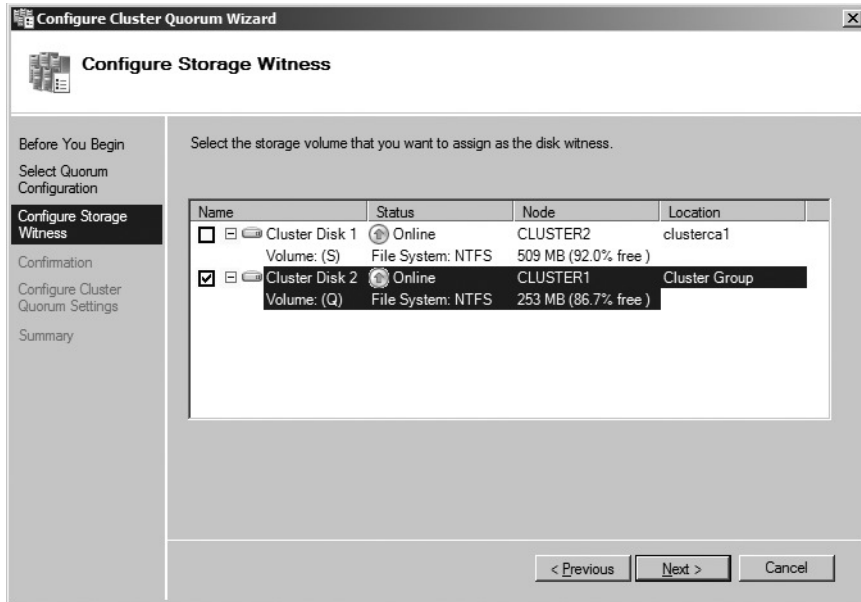 Configure Cluster Quorum Wizard
Configure Storage Witness
Before You Begin
Select Quorum
Configuration
Configure Storage
Witness
Confirmation
Configure Cluster
Quorum Settings
Summary
Select the storage volume that you want to assign as the disk witness.
Name Status Node Location
Cluster Disk 1 Online CLUSTER2 clusterca1
Volume: (S) File System: NTFS 509 MB (92.0% free )
Cluster Disk 2 Online CLUSTER1 Cluster Group
Volume: (Q) File System: NTFS 253 MB (86.7% free )
< Previous Next > Cancel